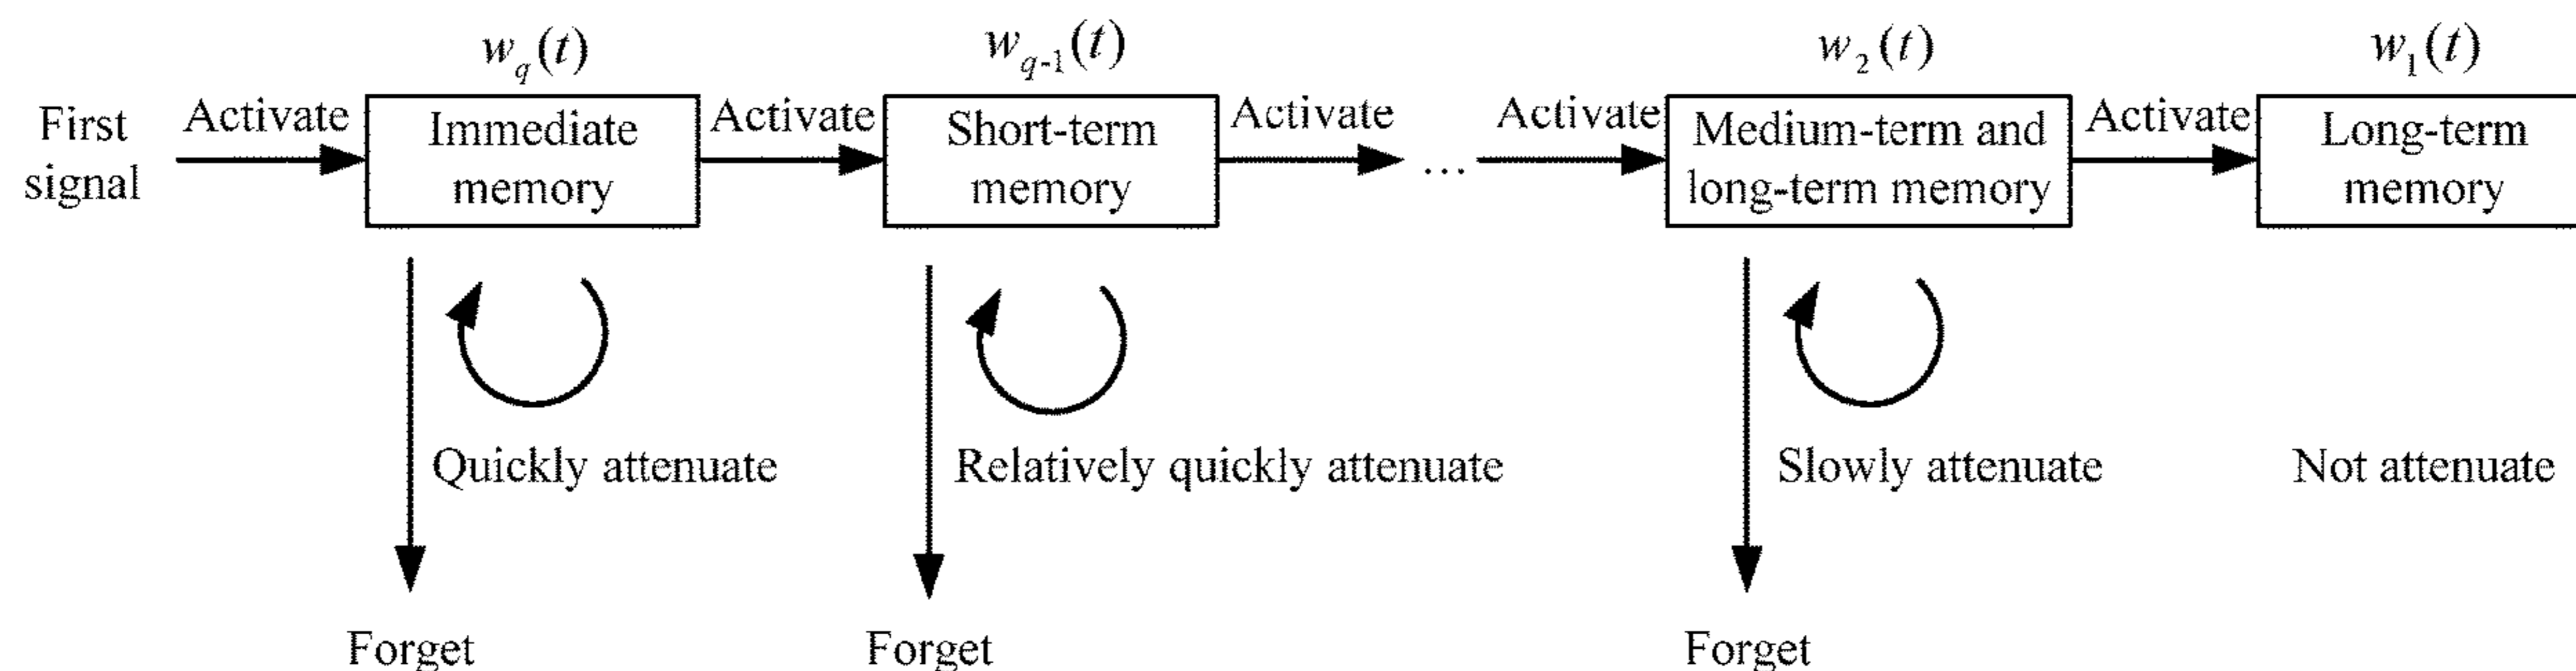 w_q(t)
w_{q-1}(t)
w_2(t)
w_1(t)
First
signal
Activate
Immediate
memory
Activate
Short-term
memory
Activate
...
Activate
Medium-term and
long-term memory
Activate
Long-term
memory
Quickly attenuate
Relatively quickly attenuate
Slowly attenuate
Not attenuate
Forget
Forget
Forget